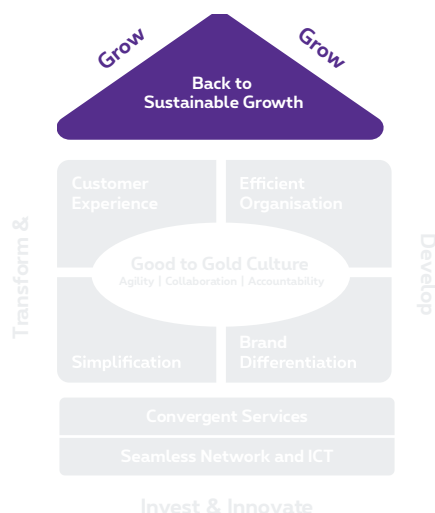 Grow
Grow
Back to
Sustainable Growth
Customer
Experience
Efficient
Organisation
Transform &
Develop
Good to Gold Culture
Agility | Collaboration | Accountability
Simplification
Brand
Differentiation
Convergent Services
Seamless Network and ICT
Invest & Innovate